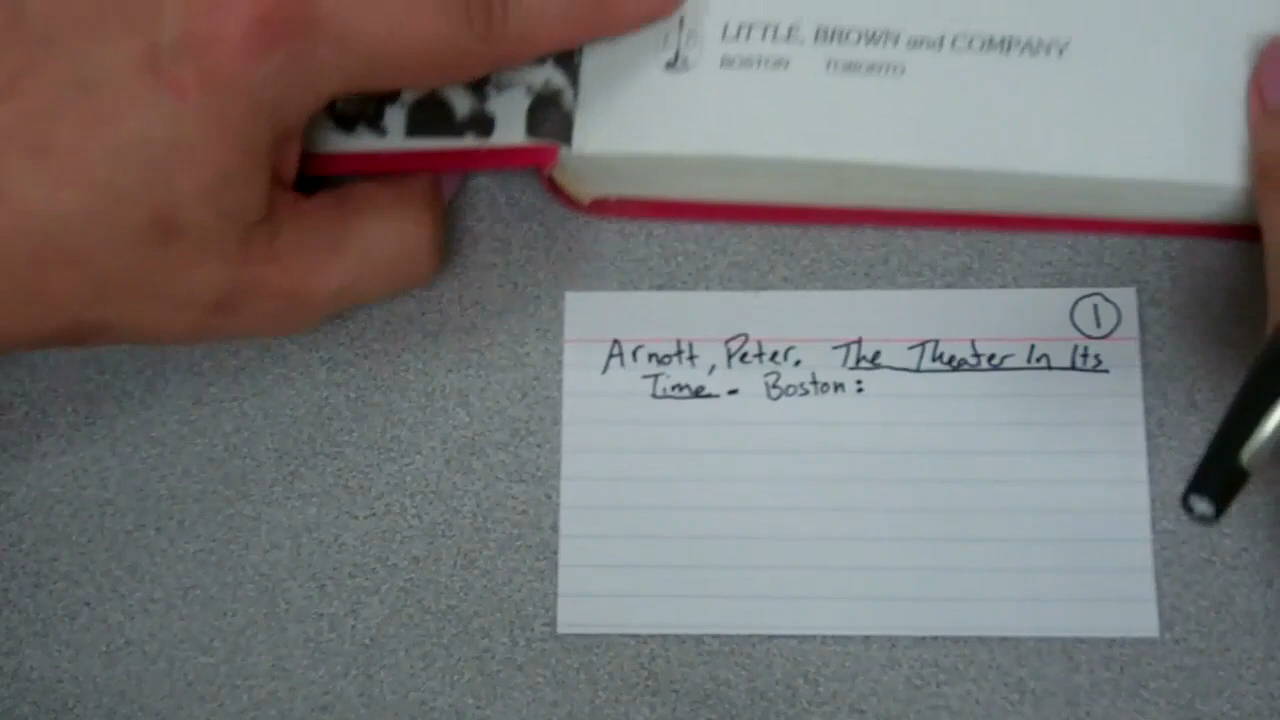 LITTLE, BROWN and COMPANY
BOSTON TORONTO
1
Arnott, Peter. The Theater In Its
Time. Boston: